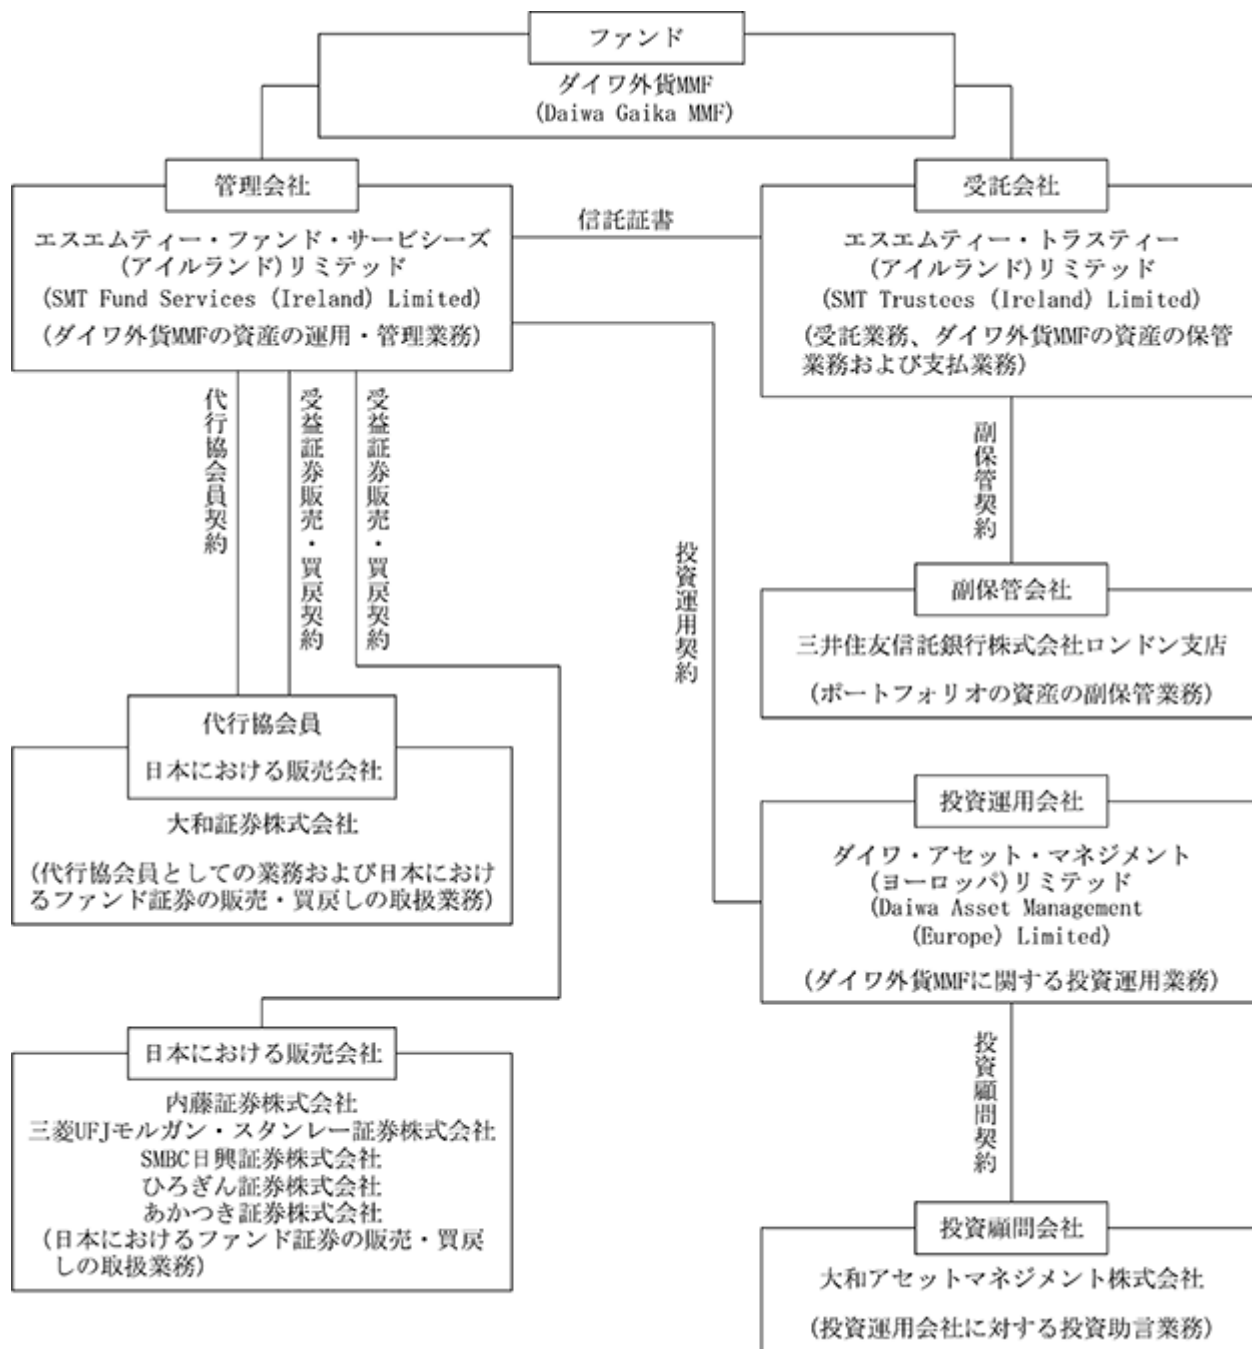 ファンド
ダイワ外貨MMF
(Daiwa Gaika MMF)
管理会社
エスエムティー・ファンド・サービシーズ
(アイルランド)リミテッド
(SMT Fund Services (Ireland) Limited)
(ダイワ外貨MMFの資産の運用・管理業務)
信託証書
受託会社
エスエムティー・トラスティー
(アイルランド)リミテッド
(SMT Trustees (Ireland) Limited)
(受託業務、ダイワ外貨MMFの資産の保管
業務および支払業務)
代行協会員契約
受益証券販売・買戻契約
受益証券販売・買戻契約
投資運用契約
副保管契約
副保管会社
三井住友信託銀行株式会社ロンドン支店
(ポートフォリオの資産の副保管業務)
代行協会員
日本における販売会社
大和証券株式会社
(代行協会員としての業務および日本におけ
るファンド証券の販売・買戻しの取扱業務)
投資運用会社
ダイワ・アセット・マネジメント
(ヨーロッパ)リミテッド
(Daiwa Asset Management
(Europe) Limited)
(ダイワ外貨MMFに関する投資運用業務)
投資顧問契約
日本における販売会社
内藤証券株式会社
三菱UFJモルガン・スタンレー証券株式会社
SMBC日興証券株式会社
ひろぎん証券株式会社
あかつき証券株式会社
(日本におけるファンド証券の販売・買戻
しの取扱業務)
投資顧問会社
大和アセットマネジメント株式会社
(投資運用会社に対する投資助言業務)